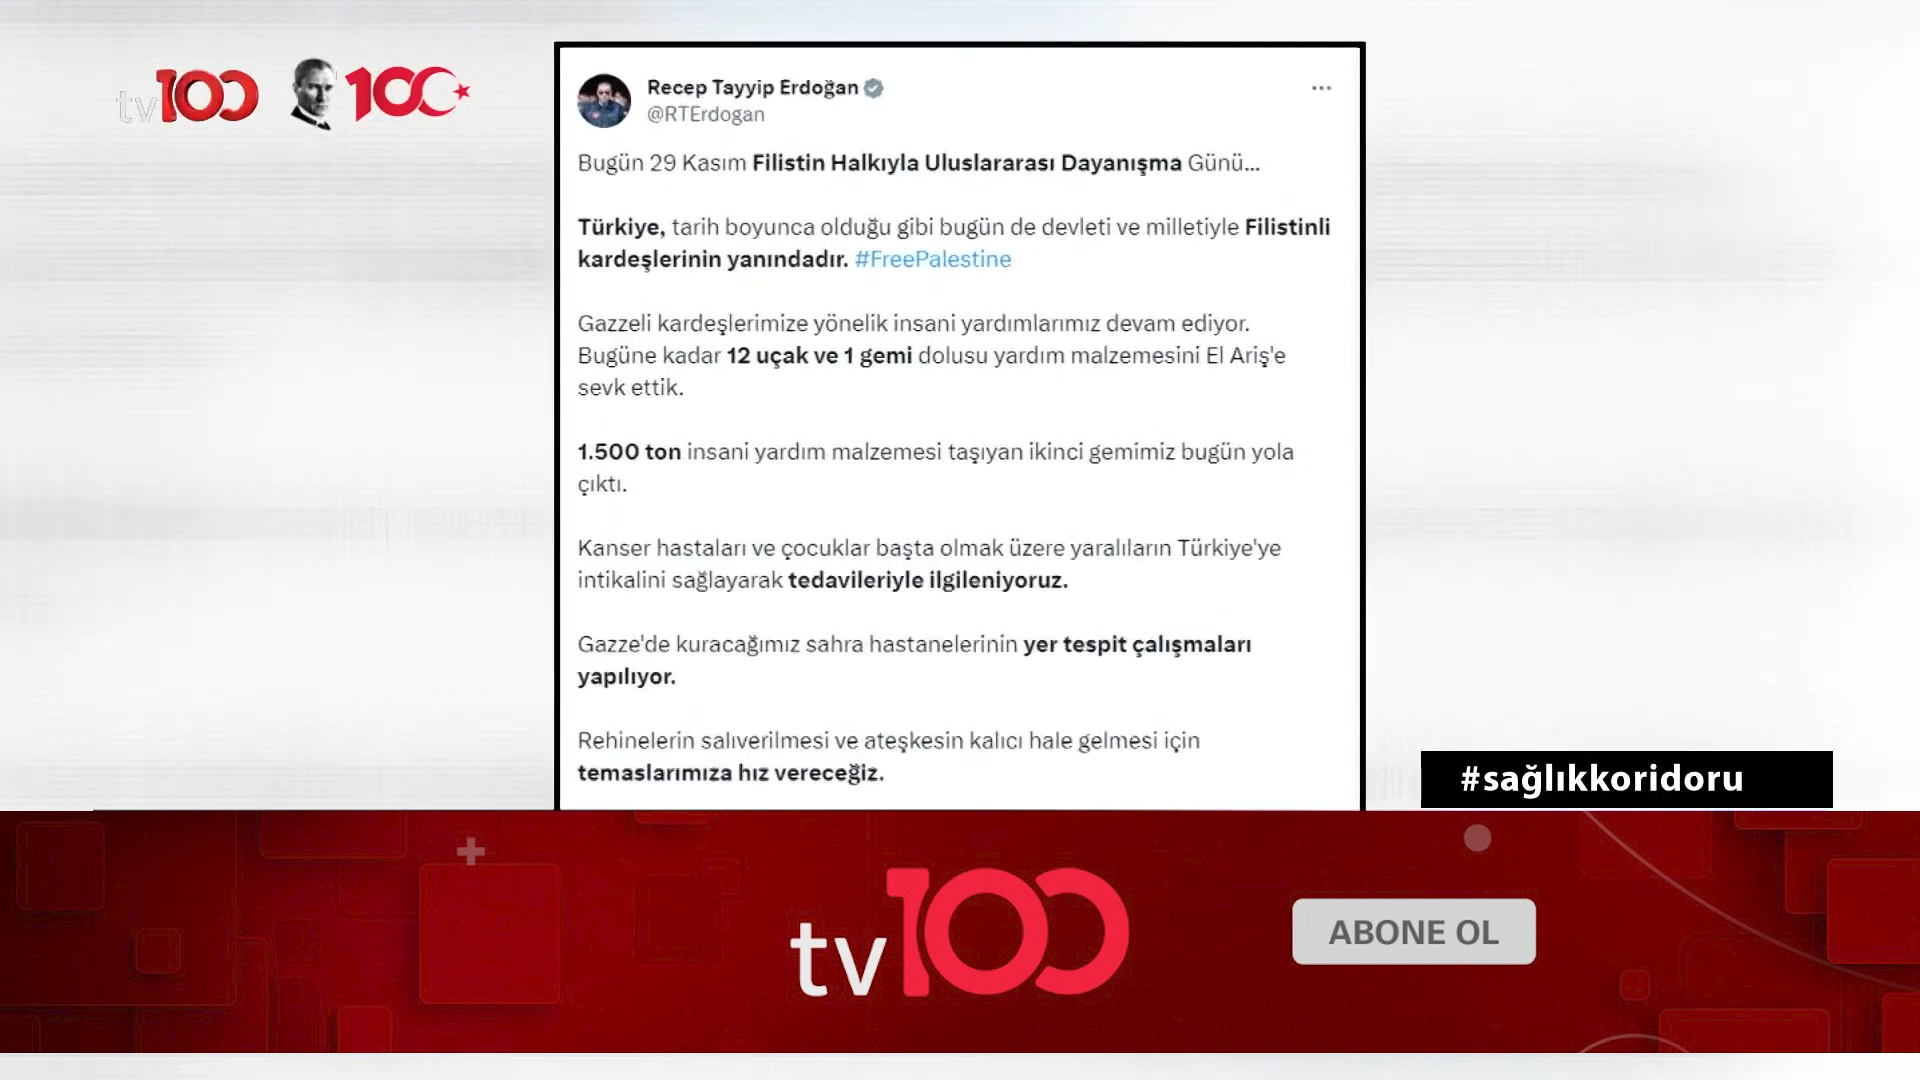 tv100
100
Recep Tayyip Erdoğan
@RTErdogan
Bugün 29 Kasım Filistin Halkıyla Uluslararası Dayanışma Günü...
Türkiye, tarih boyunca olduğu gibi bugün de devleti ve milletiyle Filistinli
kardeşlerinin yanındadır. #FreePalestine
Gazzeli kardeşlerimize yönelik insani yardımlarımız devam ediyor.
Bugüne kadar 12 uçak ve 1 gemi dolusu yardım malzemesini El Ariş'e
sevk ettik.
1.500 ton insani yardım malzemesi taşıyan ikinci gemimiz bugün yola
çıktı.
Kanser hastaları ve çocuklar başta olmak üzere yaralıların Türkiye'ye
intikalini sağlayarak tedavileriyle ilgileniyoruz.
Gazze'de kuracağımız sahra hastanelerinin yer tespit çalışmaları
yapılıyor.
Rehinelerin salıverilmesi ve ateşkesin kalıcı hale gelmesi için
temaslarımıza hız vereceğiz.
#sağlıkkoridoru
tv100
ABONE OL